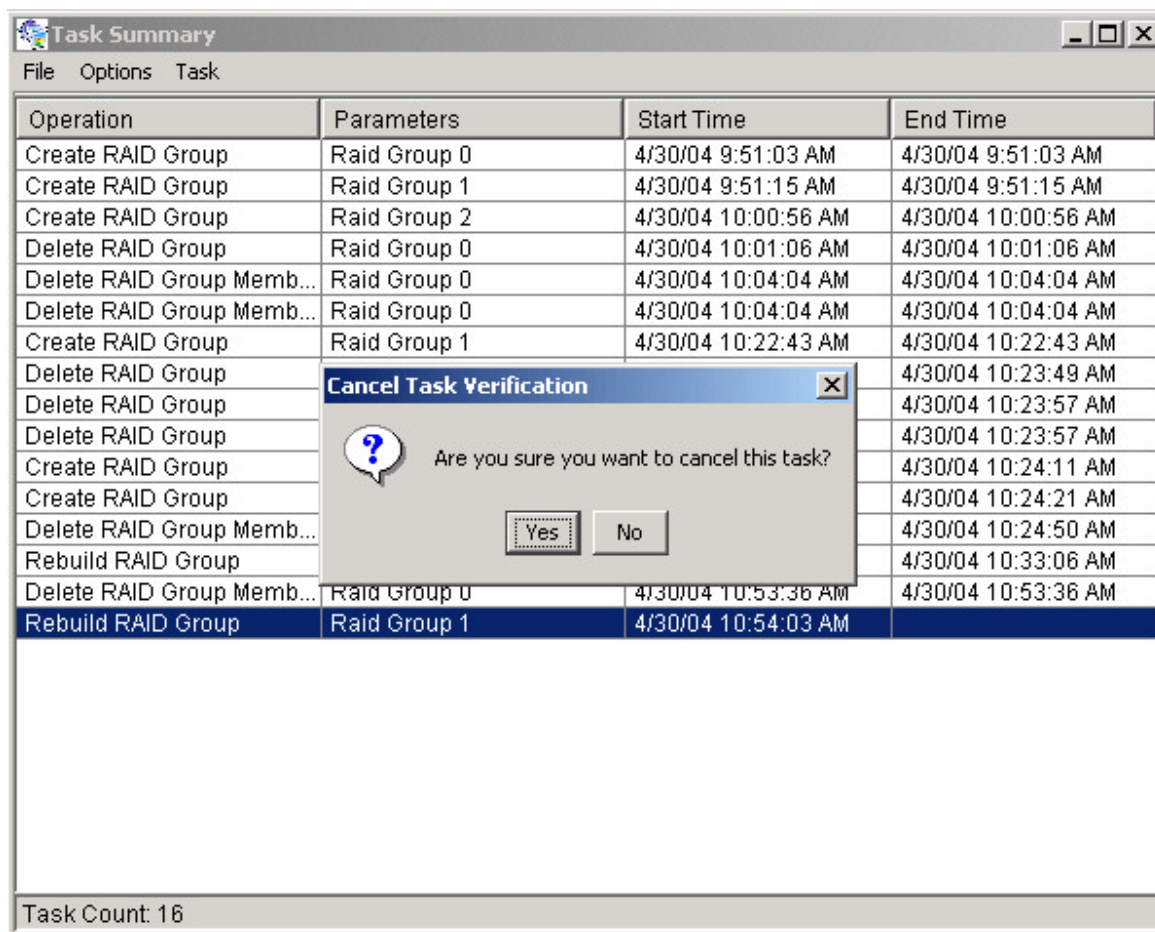 Task Summary
File Options Task
Operation Parameters Start Time End Time
Create RAID Group Raid Group 0 4/30/04 9:51:03 AM 4/30/04 9:51:03 AM
Create RAID Group Raid Group 1 4/30/04 9:51:15 AM 4/30/04 9:51:15 AM
Create RAID Group Raid Group 2 4/30/04 10:00:56 AM 4/30/04 10:00:56 AM
Delete RAID Group Raid Group 0 4/30/04 10:01:06 AM 4/30/04 10:01:06 AM
Delete RAID Group Memb... Raid Group 0 4/30/04 10:04:04 AM 4/30/04 10:04:04 AM
Delete RAID Group Memb... Raid Group 0 4/30/04 10:04:04 AM 4/30/04 10:04:04 AM
Create RAID Group Raid Group 1 4/30/04 10:22:43 AM 4/30/04 10:22:43 AM
Delete RAID Group 4/30/04 10:23:49 AM
Delete RAID Group 4/30/04 10:23:57 AM
Delete RAID Group 4/30/04 10:23:57 AM
Create RAID Group 4/30/04 10:24:11 AM
Create RAID Group 4/30/04 10:24:21 AM
Delete RAID Group Memb... 4/30/04 10:24:50 AM
Rebuild RAID Group 4/30/04 10:33:06 AM
Delete RAID Group Memb... Raid Group 0 4/30/04 10:53:36 AM 4/30/04 10:53:36 AM
Rebuild RAID Group Raid Group 1 4/30/04 10:54:03 AM
Cancel Task Verification
Are you sure you want to cancel this task?
Yes No
Task Count: 16